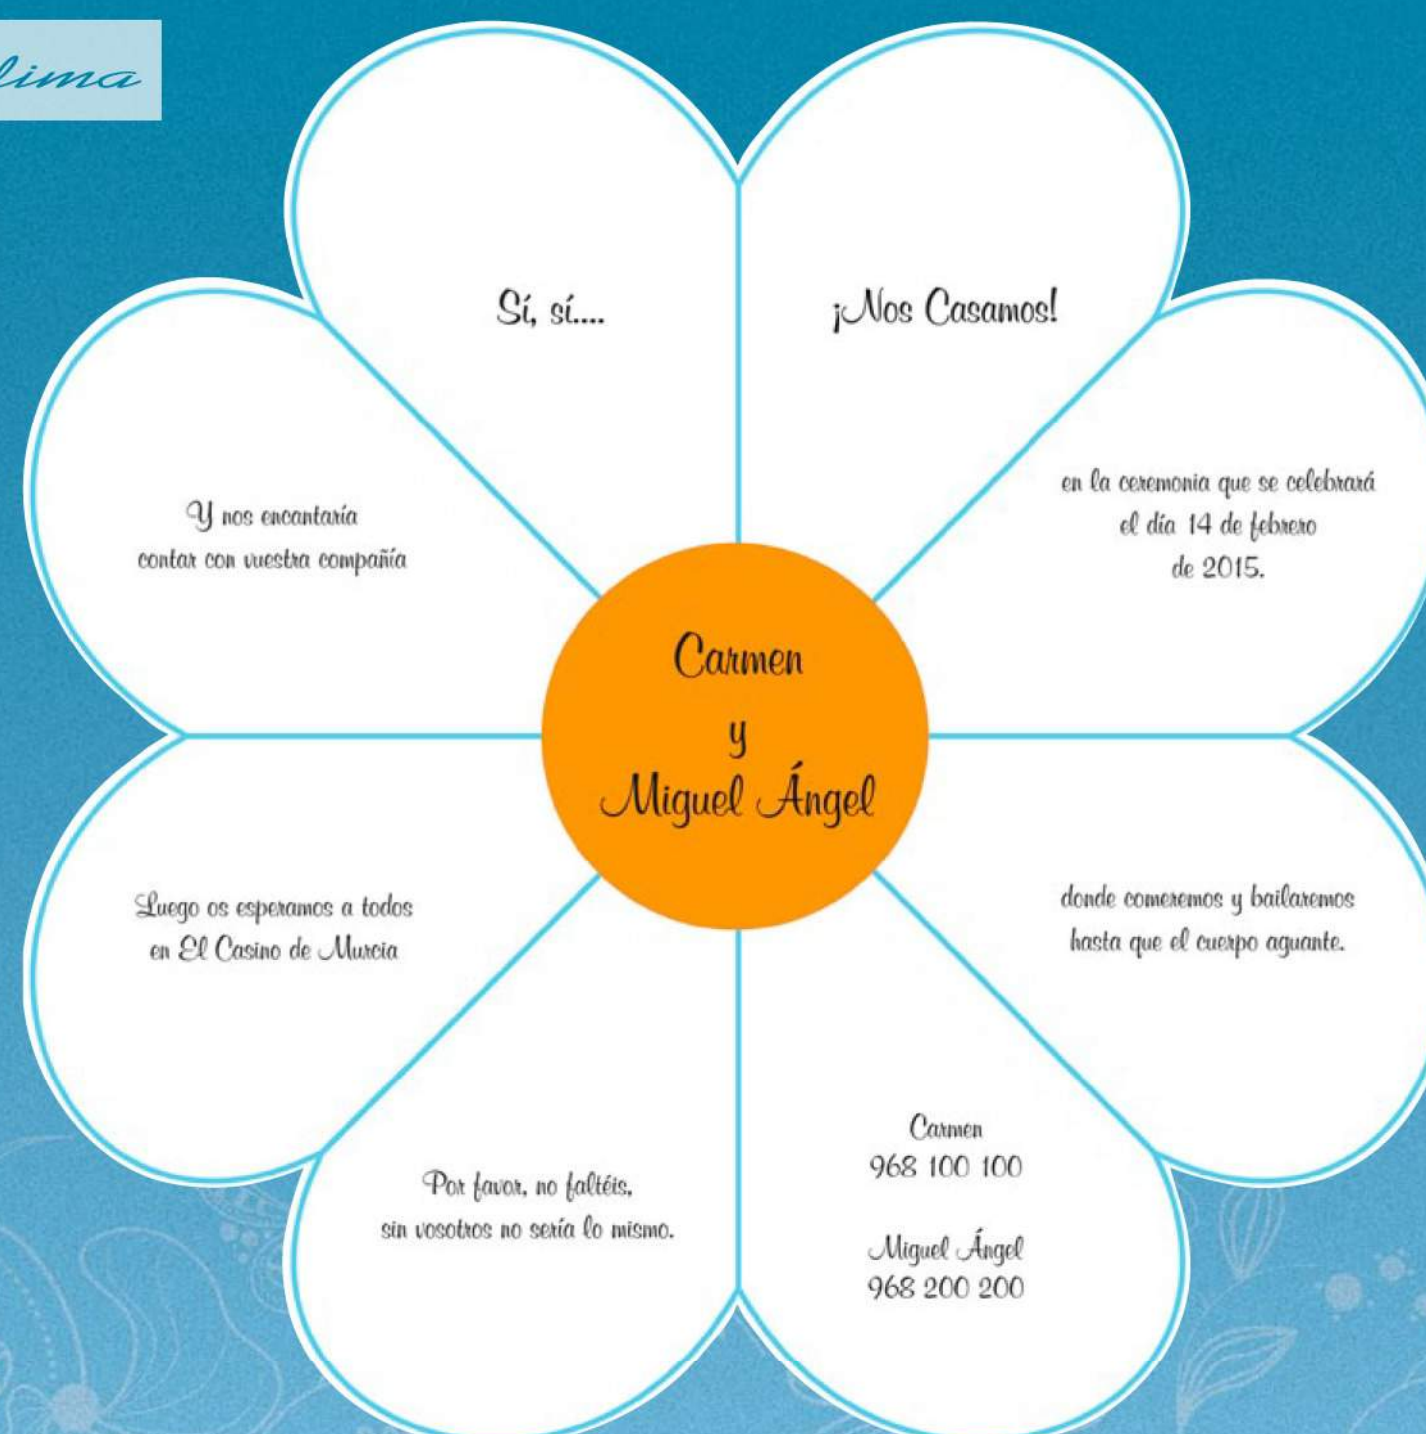 Sí, sí....
¡Nos Casamos!
en la ceremonia que se celebrará
el día 14 de febrero
de 2015.
Y nos encantaría
contar con vuestra compañía
Carmen
y
Miguel Ángel
Luego os esperamos a todos
en El Casino de Murcia
donde comeremos y bailaremos
hasta que el cuerpo aguante.
Por favor, no faltéis,
sin vosotros no sería lo mismo.
Carmen
968 100 100
Miguel Ángel
968 200 200